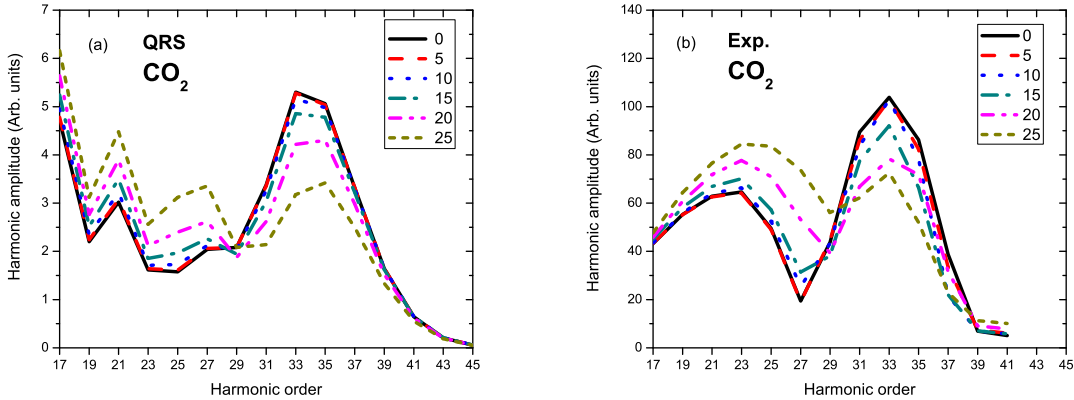 (a) QRS
CO2
0
5
10
15
20
25
7
6
5
4
3
2
1
0
Harmonic amplitude (Arb. units)
17 19 21 23 25 27 29 31 33 35 37 39 41 43 45
Harmonic order
(b) Exp.
CO2
0
5
10
15
20
25
140
120
100
80
60
40
20
0
Harmonic amplitude (Arb. units)
17 19 21 23 25 27 29 31 33 35 37 39 41 43 45
Harmonic order